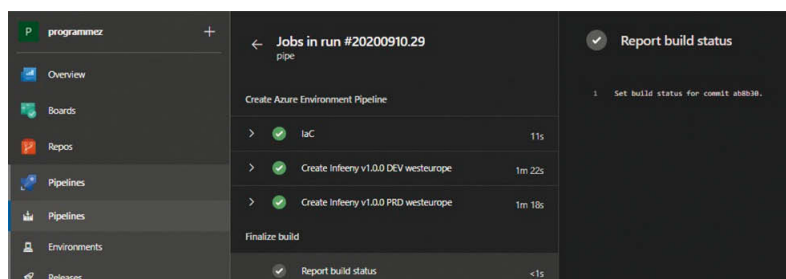 P programmez +
Overview
Boards
Repos
Pipelines
Pipelines
Environments
Releases
Jobs in run #20200910.29
pipe
Create Azure Environment Pipeline
IaC 11s
Create Infeeny v1.0.0 DEV westeurope 1m 22s
Create Infeeny v1.0.0 PRD westeurope 1m 18s
Finalize build
Report build status <1s
Report build status
1 Set build status for commit ab8b30.